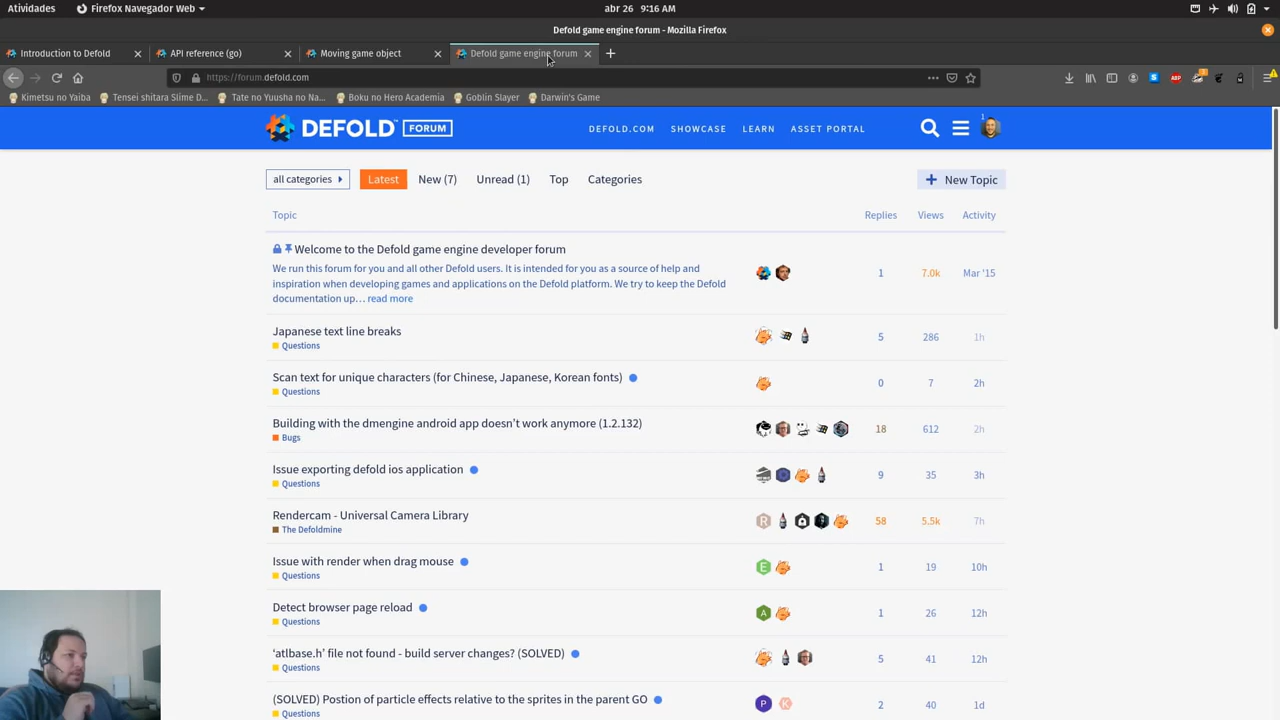 Atividades
Firefox Navegador Web
abr 26 9:16 AM
Defold game engine forum - Mozilla Firefox
Introduction to Defold
API reference (go)
Moving game object
Defold game engine forum
https://forum.defold.com
Kimetsu no Yaiba
Tensei shitara Slime D...
Tate no Yuusha no Na...
Boku no Hero Academia
Goblin Slayer
Darwin's Game
DEFOLD FORUM
DEFOLD.COM
SHOWCASE
LEARN
ASSET PORTAL
1
all categories
Latest
New (7)
Unread (1)
Top
Categories
+ New Topic
Topic
Replies
Views
Activity
Welcome to the Defold game engine developer forum
We run this forum for you and all other Defold users. It is intended for you as a source of help and
inspiration when developing games and applications on the Defold platform. We try to keep the Defold
documentation up… read more
1
7.0k
Mar '15
Japanese text line breaks
Questions
5
286
1h
Scan text for unique characters (for Chinese, Japanese, Korean fonts)
Questions
0
7
2h
Building with the dmengine android app doesn't work anymore (1.2.132)
Bugs
18
612
2h
Issue exporting defold ios application
Questions
9
35
3h
Rendercam - Universal Camera Library
The Defoldmine
R
58
5.5k
7h
Issue with render when drag mouse
Questions
E
1
19
10h
Detect browser page reload
Questions
A
1
26
12h
‘atlbase.h’ file not found - build server changes? (SOLVED)
Questions
5
41
12h
(SOLVED) Postion of particle effects relative to the sprites in the parent GO
Questions
P
K
2
40
1d